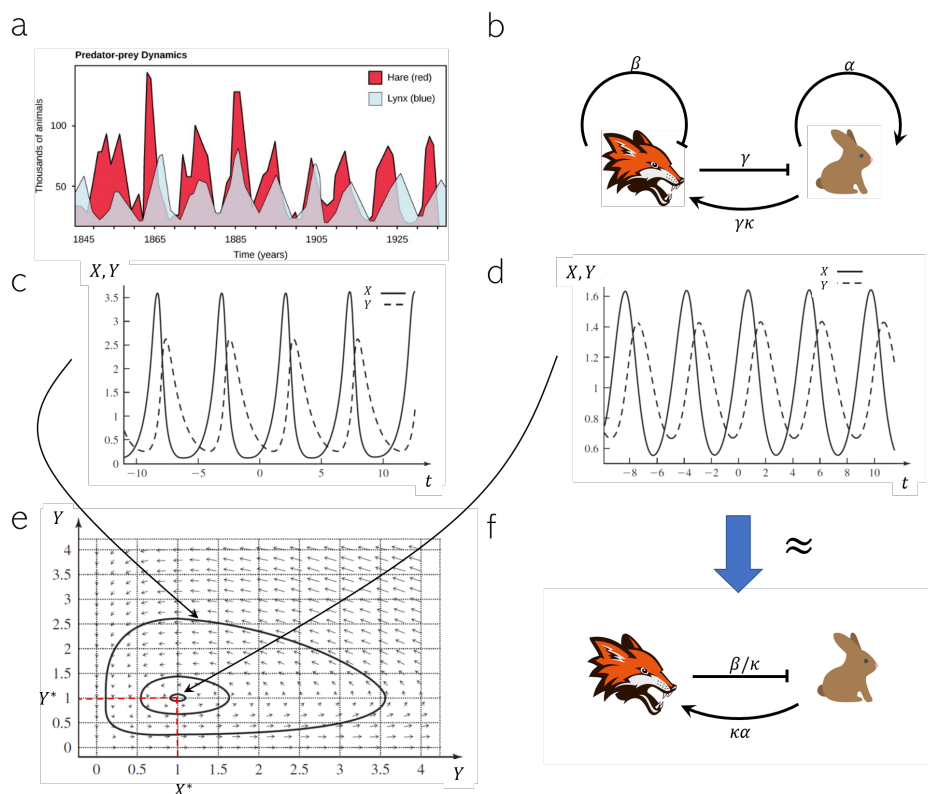 a
Predator-prey Dynamics
Thousands of animals
100
50
Hare (red)
Lynx (blue)
1845 1865 1885 1905 1925
Time (years)
b
β
α
γ
γκ
c
X, Y
X
Y
3.5
3
2.5
2
1.5
1
0.5
0
−10 −5 0 5 10
t
d
X, Y
X
Y
1.6
1.4
1.2
1
0.8
0.6
−8 −6 −4 −2 0 2 4 6 8 10
t
e
Y
4
3.5
3
2.5
2
1.5
Y* 1
0.5
0
0 0.5 1 1.5 2 2.5 3 3.5 4
Y
X*
f
≈
β/κ
κα